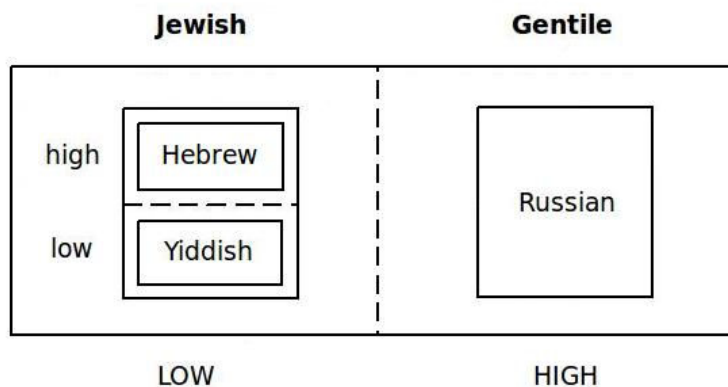 Jewish Gentile
high Hebrew
Russian
low Yiddish
LOW HIGH